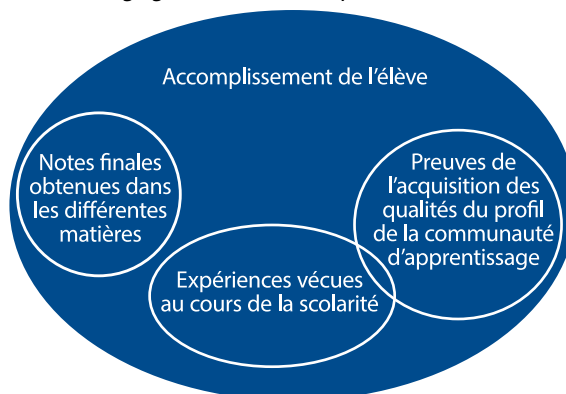 Accomplissement de l’élève
Notes finales
obtenues dans
les différentes
matières
Preuves de
l’acquisition des
qualités du profil
de la communauté
d’apprentissage
Expériences vécues
au cours de la scolarité